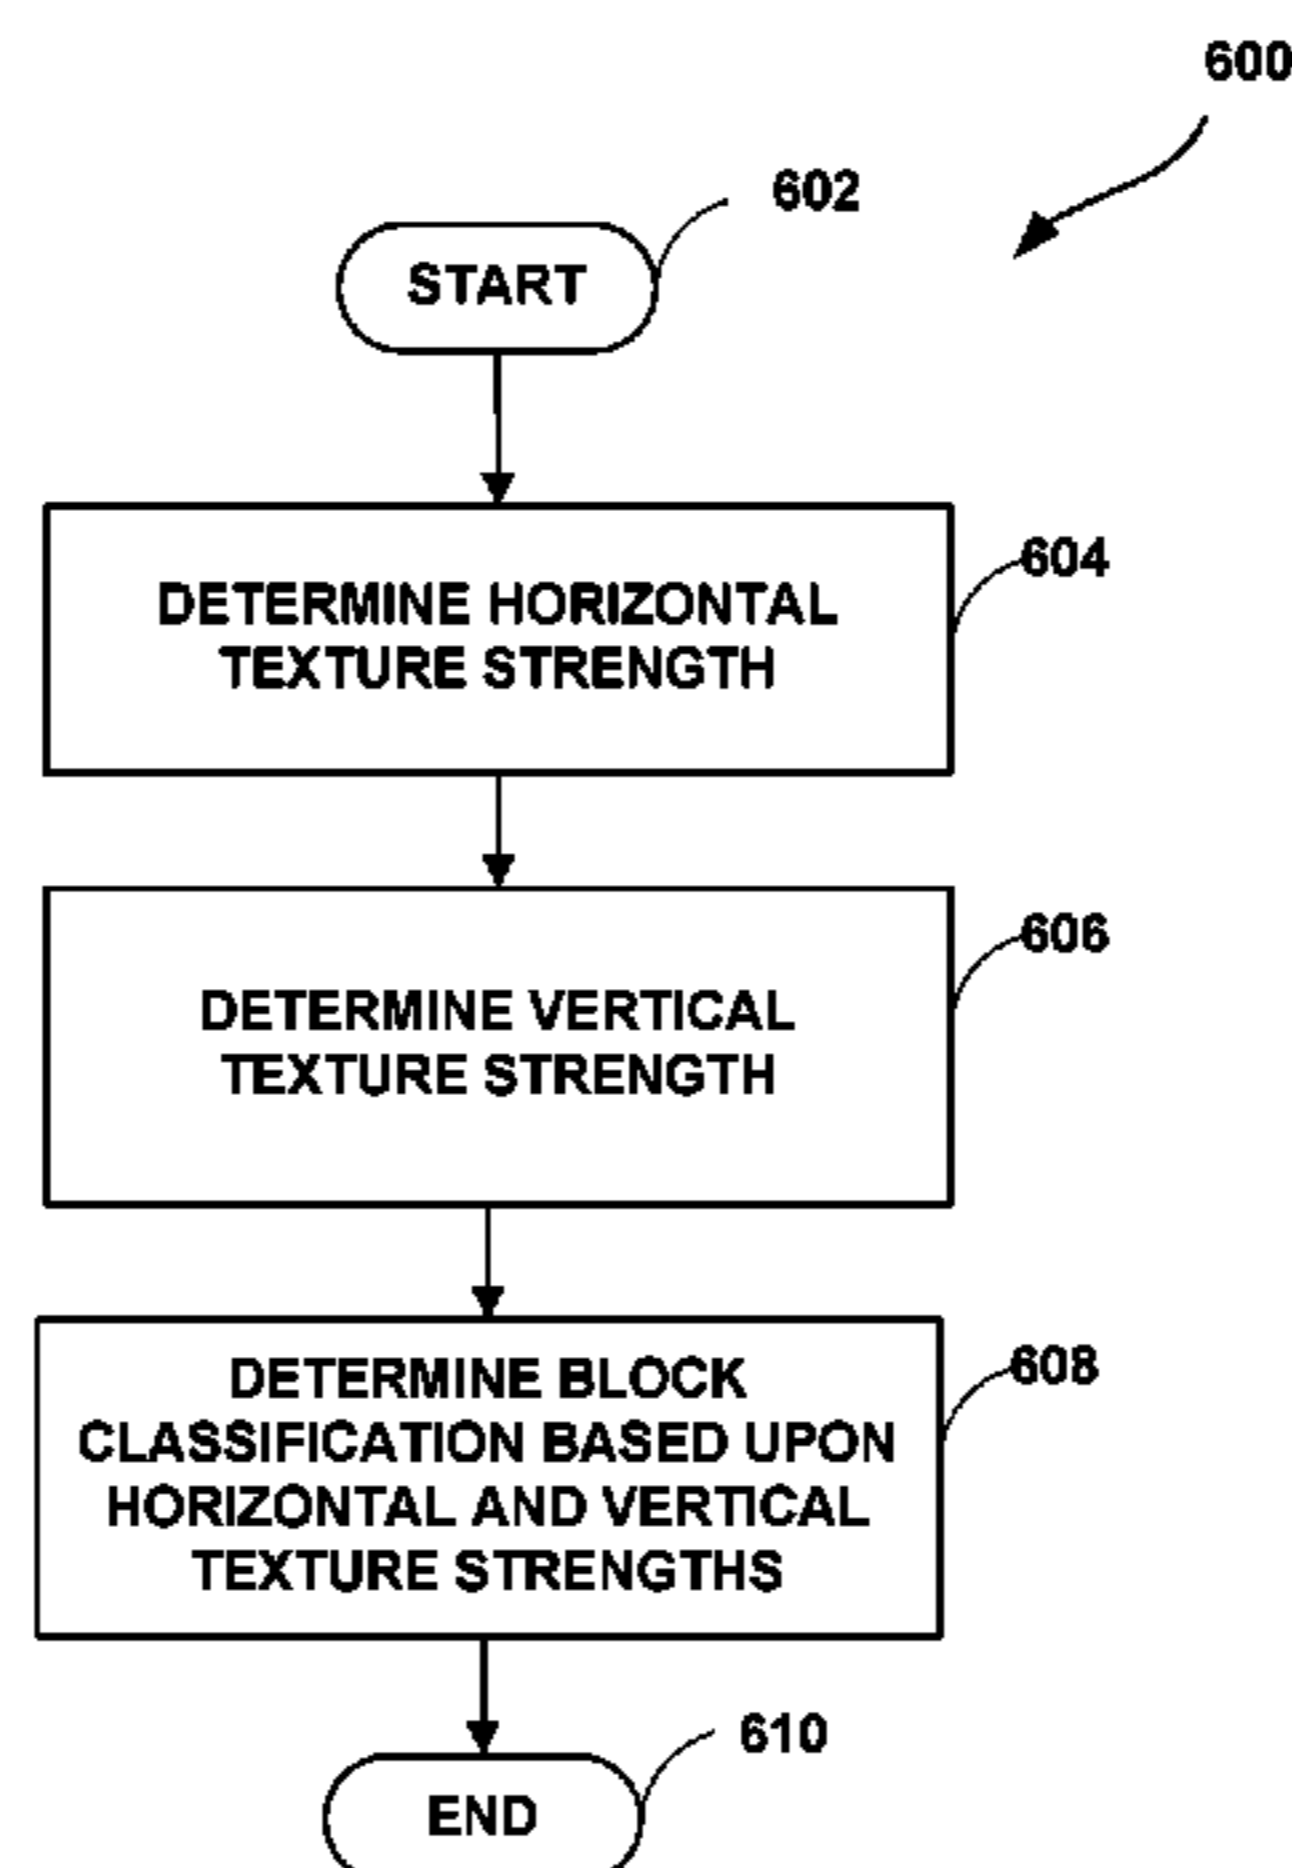 600
602
START
604
DETERMINE HORIZONTAL
TEXTURE STRENGTH
606
DETERMINE VERTICAL
TEXTURE STRENGTH
608
DETERMINE BLOCK
CLASSIFICATION BASED UPON
HORIZONTAL AND VERTICAL
TEXTURE STRENGTHS
610
END